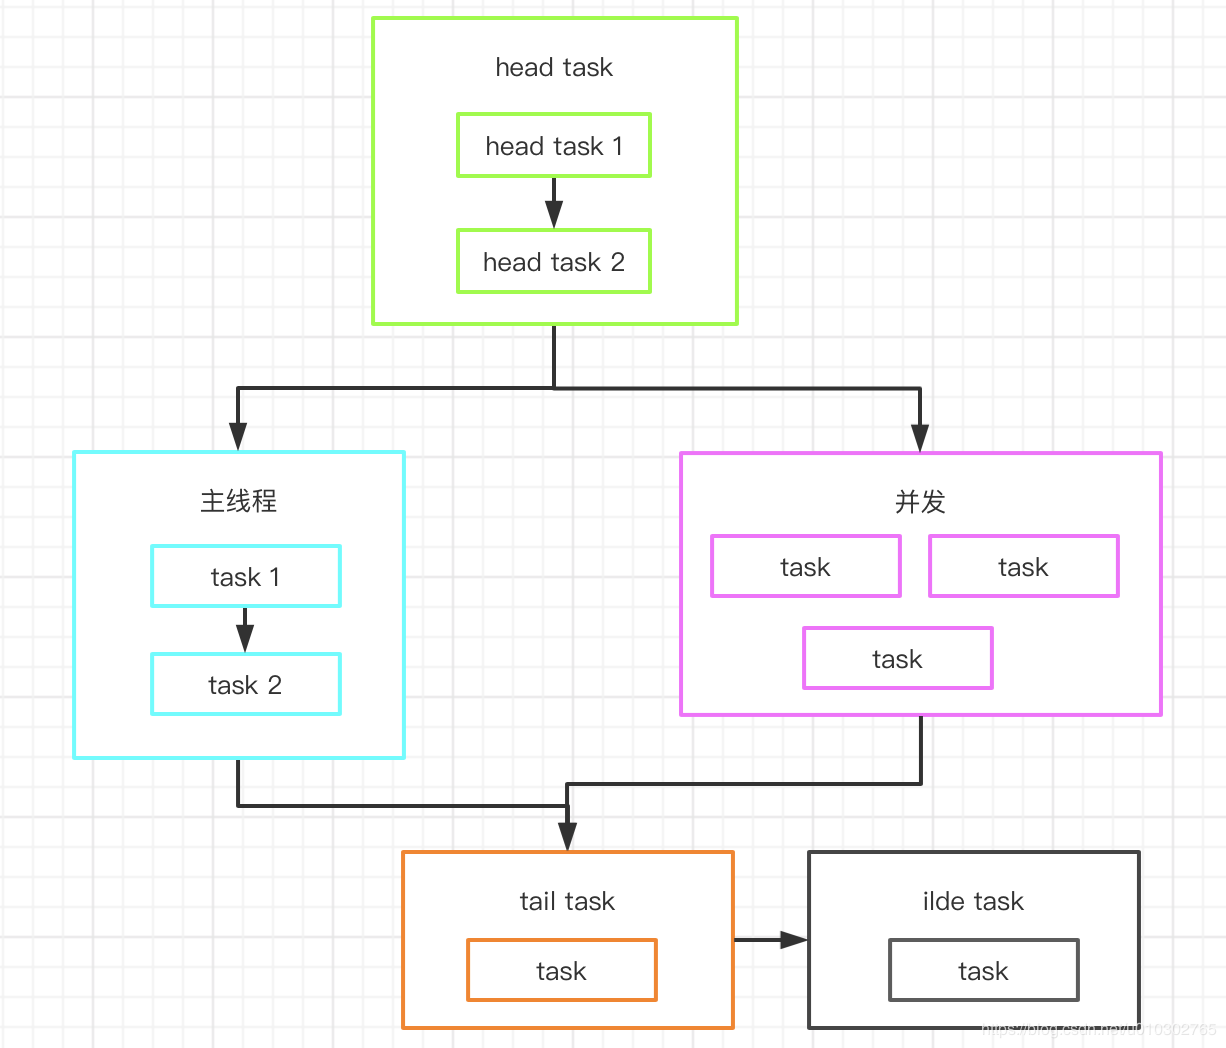 head task
head task 1
head task 2
主线程
task 1
task 2
并发
task
task
task
tail task
task
ilde task
task
https://blog.csdn.net/u010302765